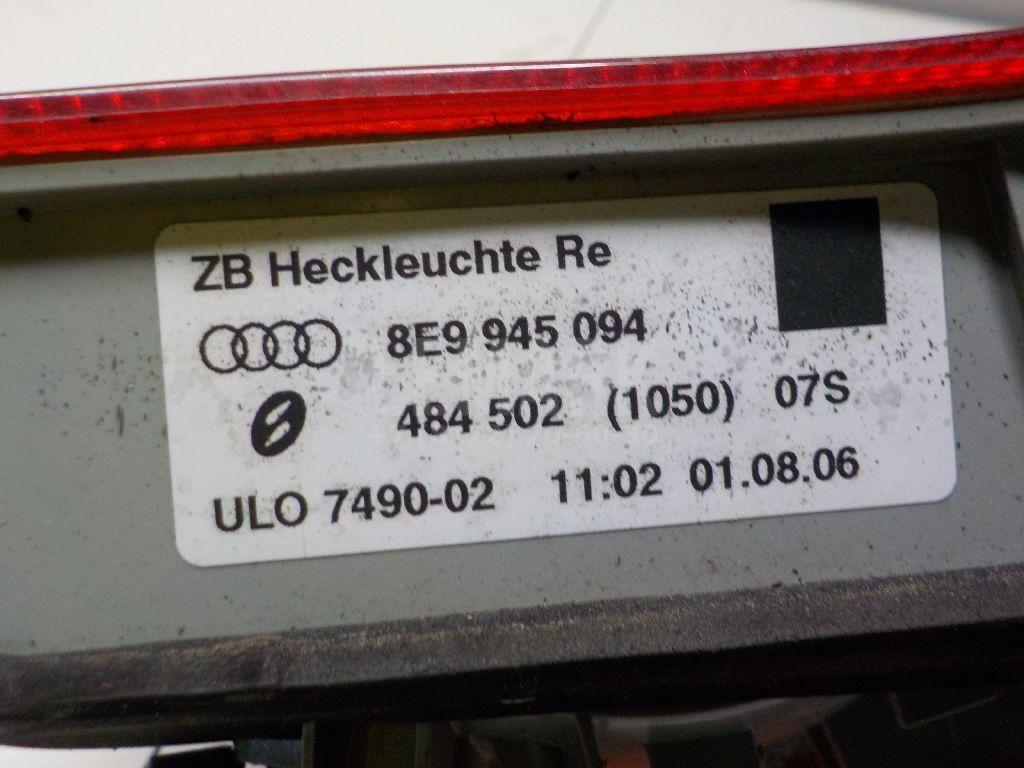 ZB Heckleuchte Re
8E9 945 094
484 502 (1050) 07S
ULO 7490-02 11:02 01.08.06